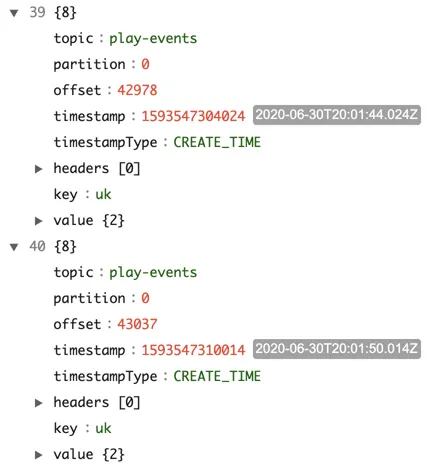 ▼ 39 {8}
topic : play-events
partition : 0
offset : 42978
timestamp : 1593547304024 2020-06-30T20:01:44.024Z
timestampType : CREATE_TIME
▶ headers [0]
key : uk
▶ value {2}
▼ 40 {8}
topic : play-events
partition : 0
offset : 43037
timestamp : 1593547310014 2020-06-30T20:01:50.014Z
timestampType : CREATE_TIME
▶ headers [0]
key : uk
▶ value {2}